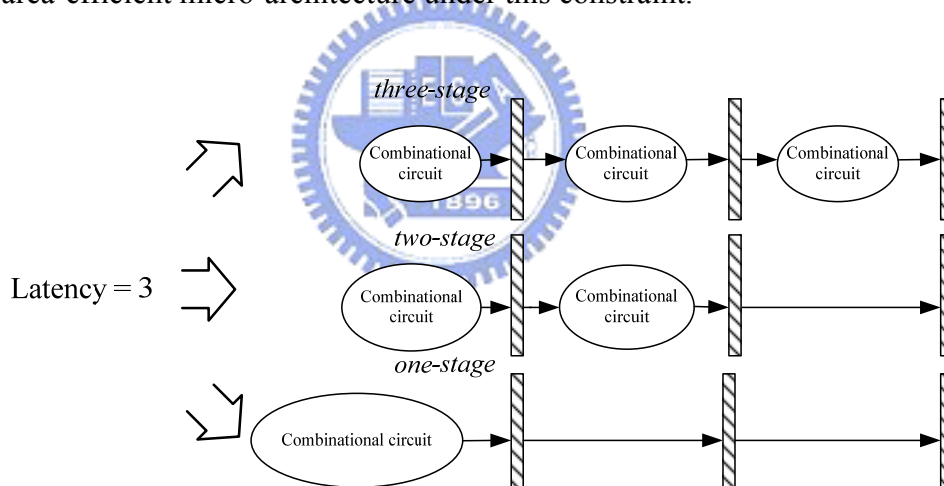 area-efficient micro-architecture under this constraint.
three-stage
Combinational
circuit
Combinational
circuit
Combinational
circuit
1896
two-stage
Latency = 3
Combinational
circuit
Combinational
circuit
one-stage
Combinational circuit